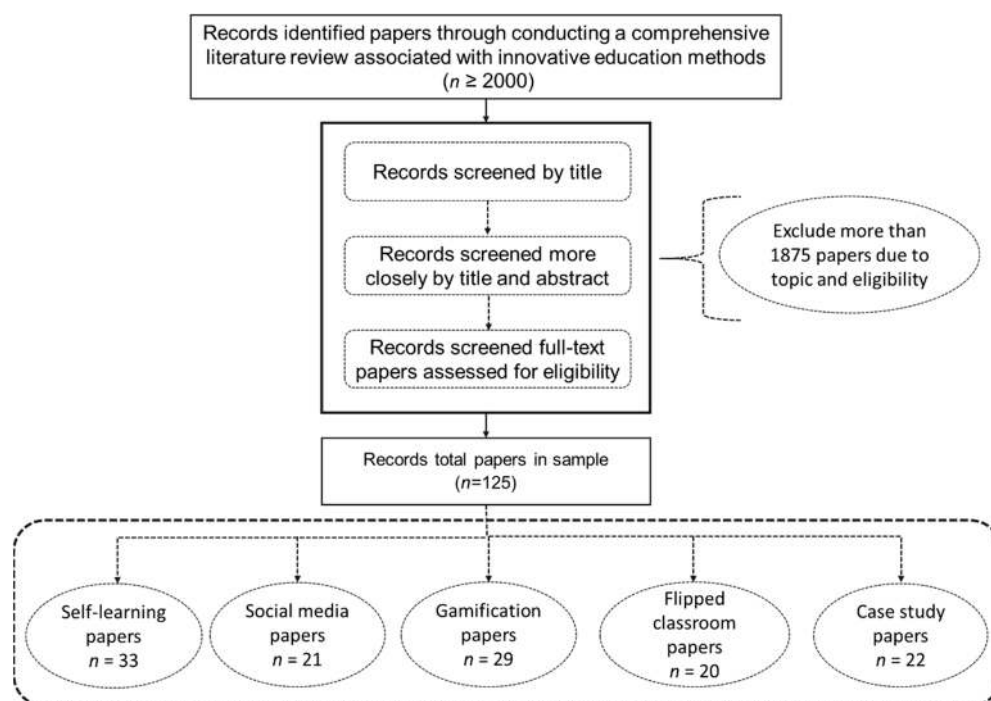 Records identified papers through conducting a comprehensive
literature review associated with innovative education methods
(n ≥ 2000)
Records screened by title
Records screened more
closely by title and abstract
Records screened full-text
papers assessed for eligibility
Exclude more than
1875 papers due to
topic and eligibility
Records total papers in sample
(n=125)
Self-learning
papers
n = 33
Social media
papers
n = 21
Gamification
papers
n = 29
Flipped
classroom
papers
n = 20
Case study
papers
n = 22